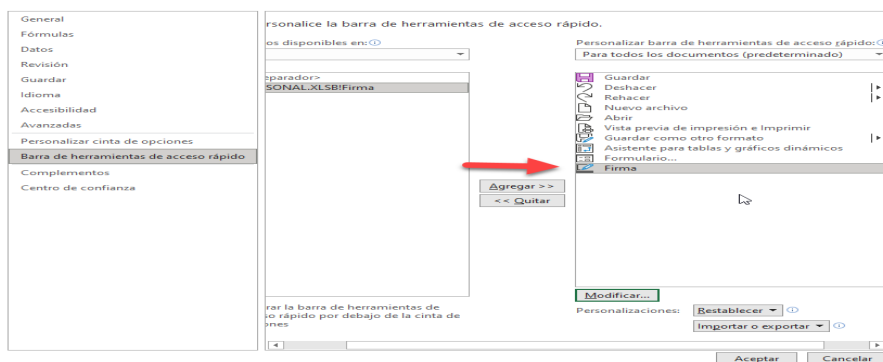 General
Fórmulas
Datos
Revisión
Guardar
Idioma
Accesibilidad
Avanzadas
Personalizar cinta de opciones
Barra de herramientas de acceso rápido
Complementos
Centro de confianza
rsonalice la barra de herramientas de acceso rápido.
os disponibles en:
eparador>
SONAL.XLSB!Firma
Agregar >>
<< Quitar
rar la barra de herramientas de
so rápido por debajo de la cinta de
ones
Personalizar barra de herramientas de acceso rápido:
Para todos los documentos (predeterminado)
Guardar
Deshacer
Rehacer
Nuevo archivo
Abrir
Vista previa de impresión e Imprimir
Guardar como otro formato
Asistente para tablas y gráficos dinámicos
Formulario...
Firma
Modificar...
Personalizaciones: Restablecer
Importar o exportar
Aceptar Cancelar